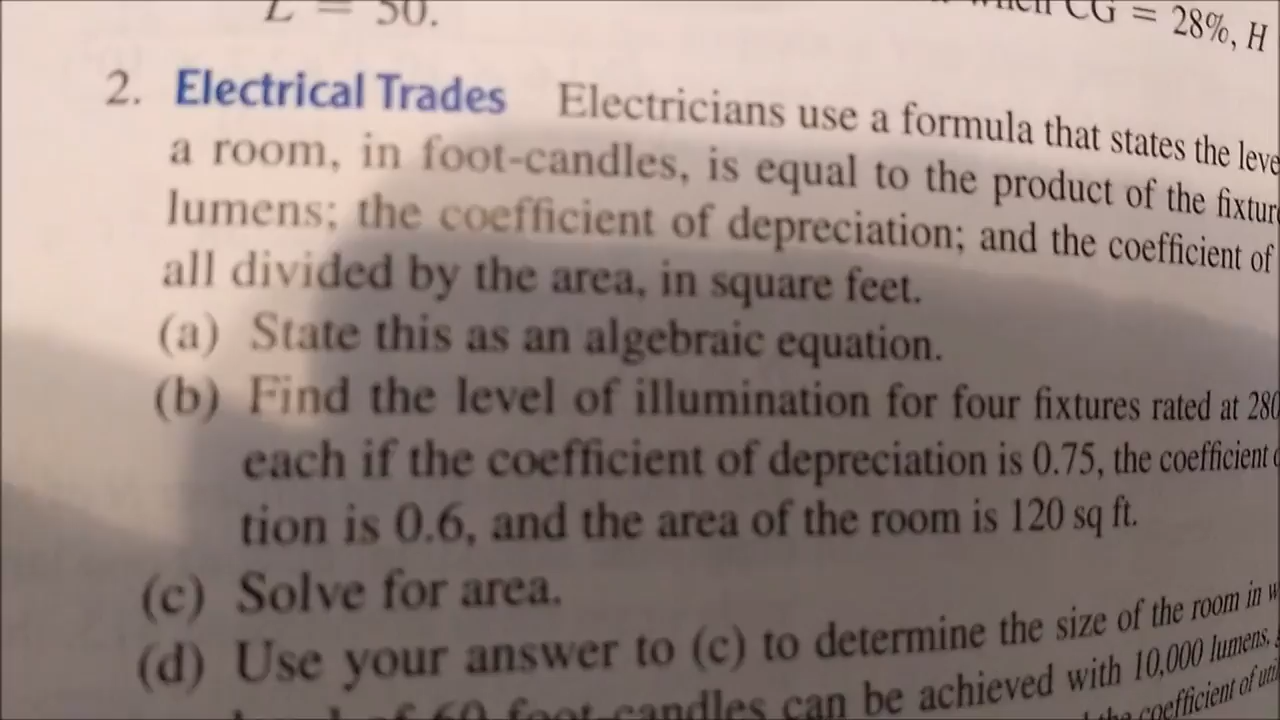 L = 50.
CG = 28%, H
2. Electrical Trades Electricians use a formula that states the leve
a room, in foot-candles, is equal to the product of the fixtur
lumens; the coefficient of depreciation; and the coefficient of
all divided by the area, in square feet.
(a) State this as an algebraic equation.
(b) Find the level of illumination for four fixtures rated at 280
each if the coefficient of depreciation is 0.75, the coefficient
tion is 0.6, and the area of the room is 120 sq ft.
(c) Solve for area.
(d) Use your answer to (c) to determine the size of the room in w
60 foot-candles can be achieved with 10,000 lumens,
coefficient of uti